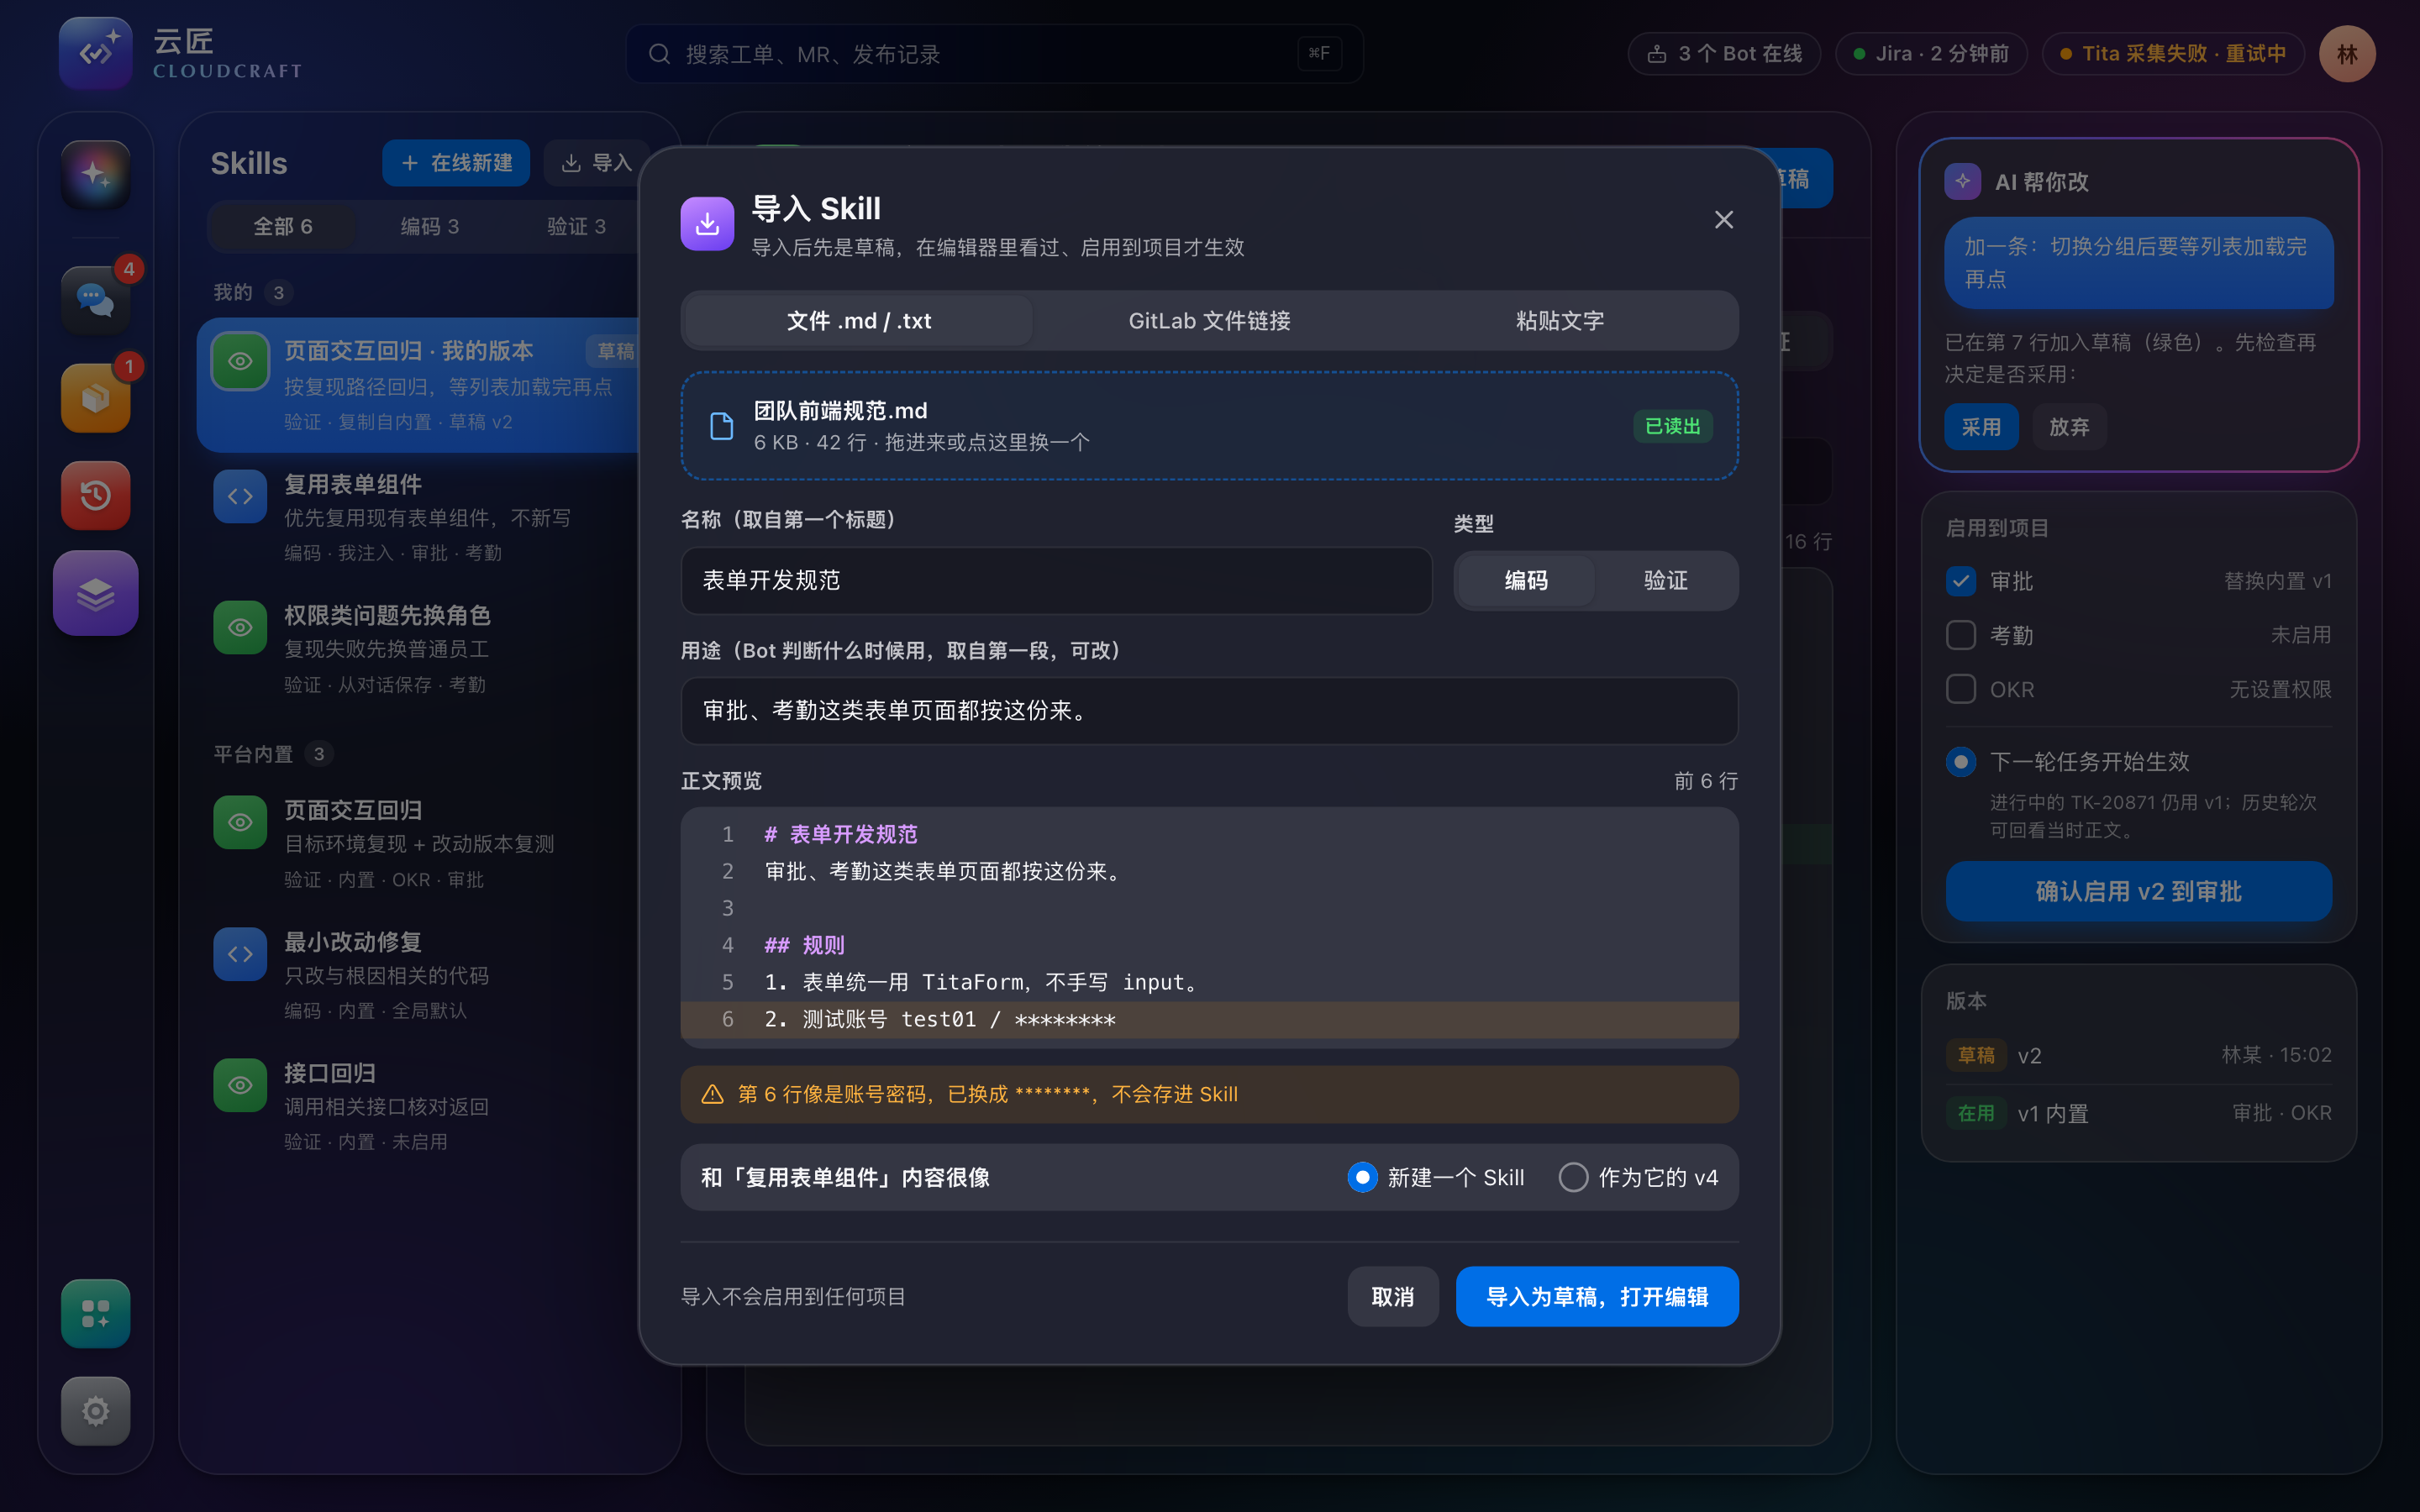 云匠
CLOUDCRAFT
搜索工单、MR、发布记录
⌘F
3 个 Bot 在线
Jira · 2 分钟前
Tita 采集失败 · 重试中
林
4
1
Skills
在线新建
导入
全部 6
编码 3
验证 3
我的 3
页面交互回归 · 我的版本
草稿
按复现路径回归，等列表加载完再点
验证 · 复制自内置 · 草稿 v2
复用表单组件
优先复用现有表单组件，不新写
编码 · 我注入 · 审批 · 考勤
权限类问题先换角色
复现失败先换普通员工
验证 · 从对话保存 · 考勤
平台内置 3
页面交互回归
目标环境复现 + 改动版本复测
验证 · 内置 · OKR · 审批
最小改动修复
只改与根因相关的代码
编码 · 内置 · 全局默认
接口回归
调用相关接口核对返回
验证 · 内置 · 未启用
草稿
16 行
导入 Skill
导入后先是草稿，在编辑器里看过、启用到项目才生效
文件 .md / .txt
GitLab 文件链接
粘贴文字
团队前端规范.md
6 KB · 42 行 · 拖进来或点这里换一个
已读出
名称（取自第一个标题）
类型
表单开发规范
编码
验证
用途（Bot 判断什么时候用，取自第一段，可改）
审批、考勤这类表单页面都按这份来。
正文预览
前 6 行
1 # 表单开发规范
2 审批、考勤这类表单页面都按这份来。
3
4 ## 规则
5 1. 表单统一用 TitaForm，不手写 input。
6 2. 测试账号 test01 / ********
第 6 行像是账号密码，已换成 ********，不会存进 Skill
和「复用表单组件」内容很像
新建一个 Skill
作为它的 v4
导入不会启用到任何项目
取消
导入为草稿，打开编辑
AI 帮你改
加一条：切换分组后要等列表加载完
再点
已在第 7 行加入草稿（绿色）。先检查再
决定是否采用：
采用
放弃
启用到项目
审批
替换内置 v1
考勤
未启用
OKR
无设置权限
下一轮任务开始生效
进行中的 TK-20871 仍用 v1；历史轮次
可回看当时正文。
确认启用 v2 到审批
版本
草稿 v2
林某 · 15:02
在用 v1 内置
审批 · OKR